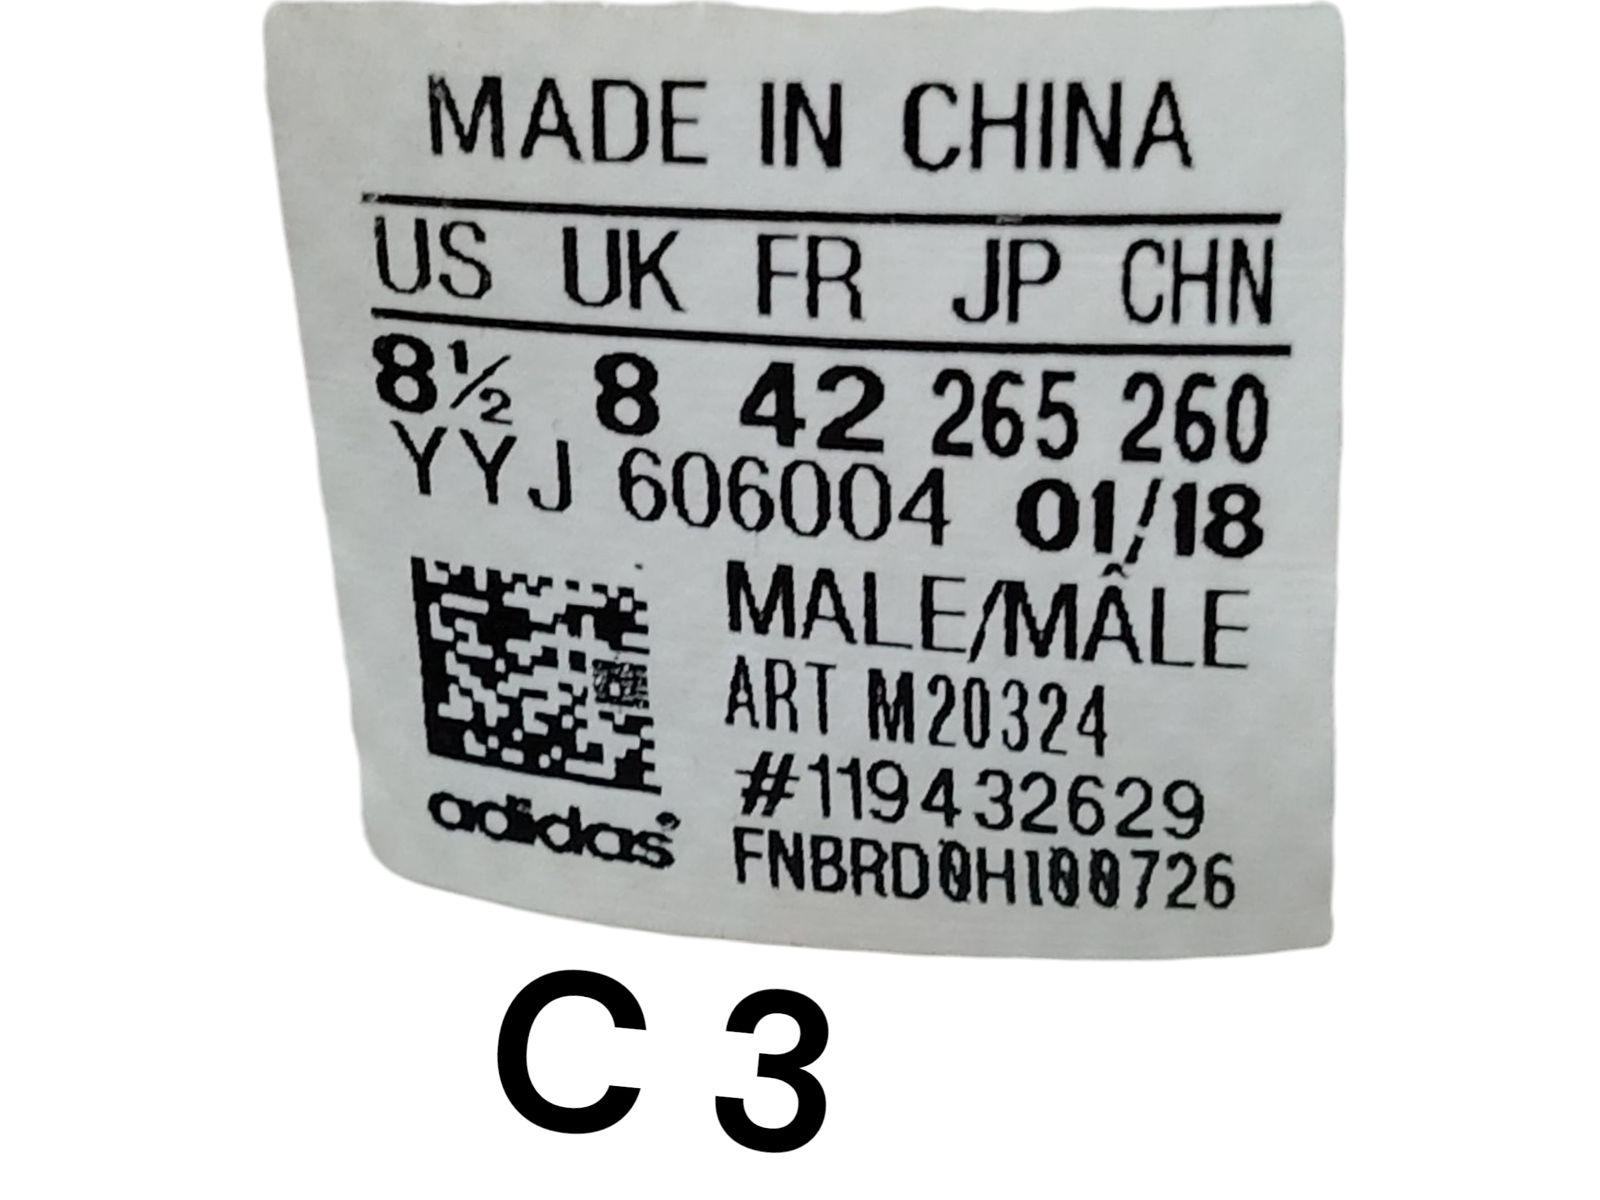 MADE IN CHINA
US UK FR JP CHN
8½ 8 42 265 260
YYJ 606004 01/18
MALE/MÂLE
ART M20324
#119432629
FNBRD0H100726
adidas®
C 3